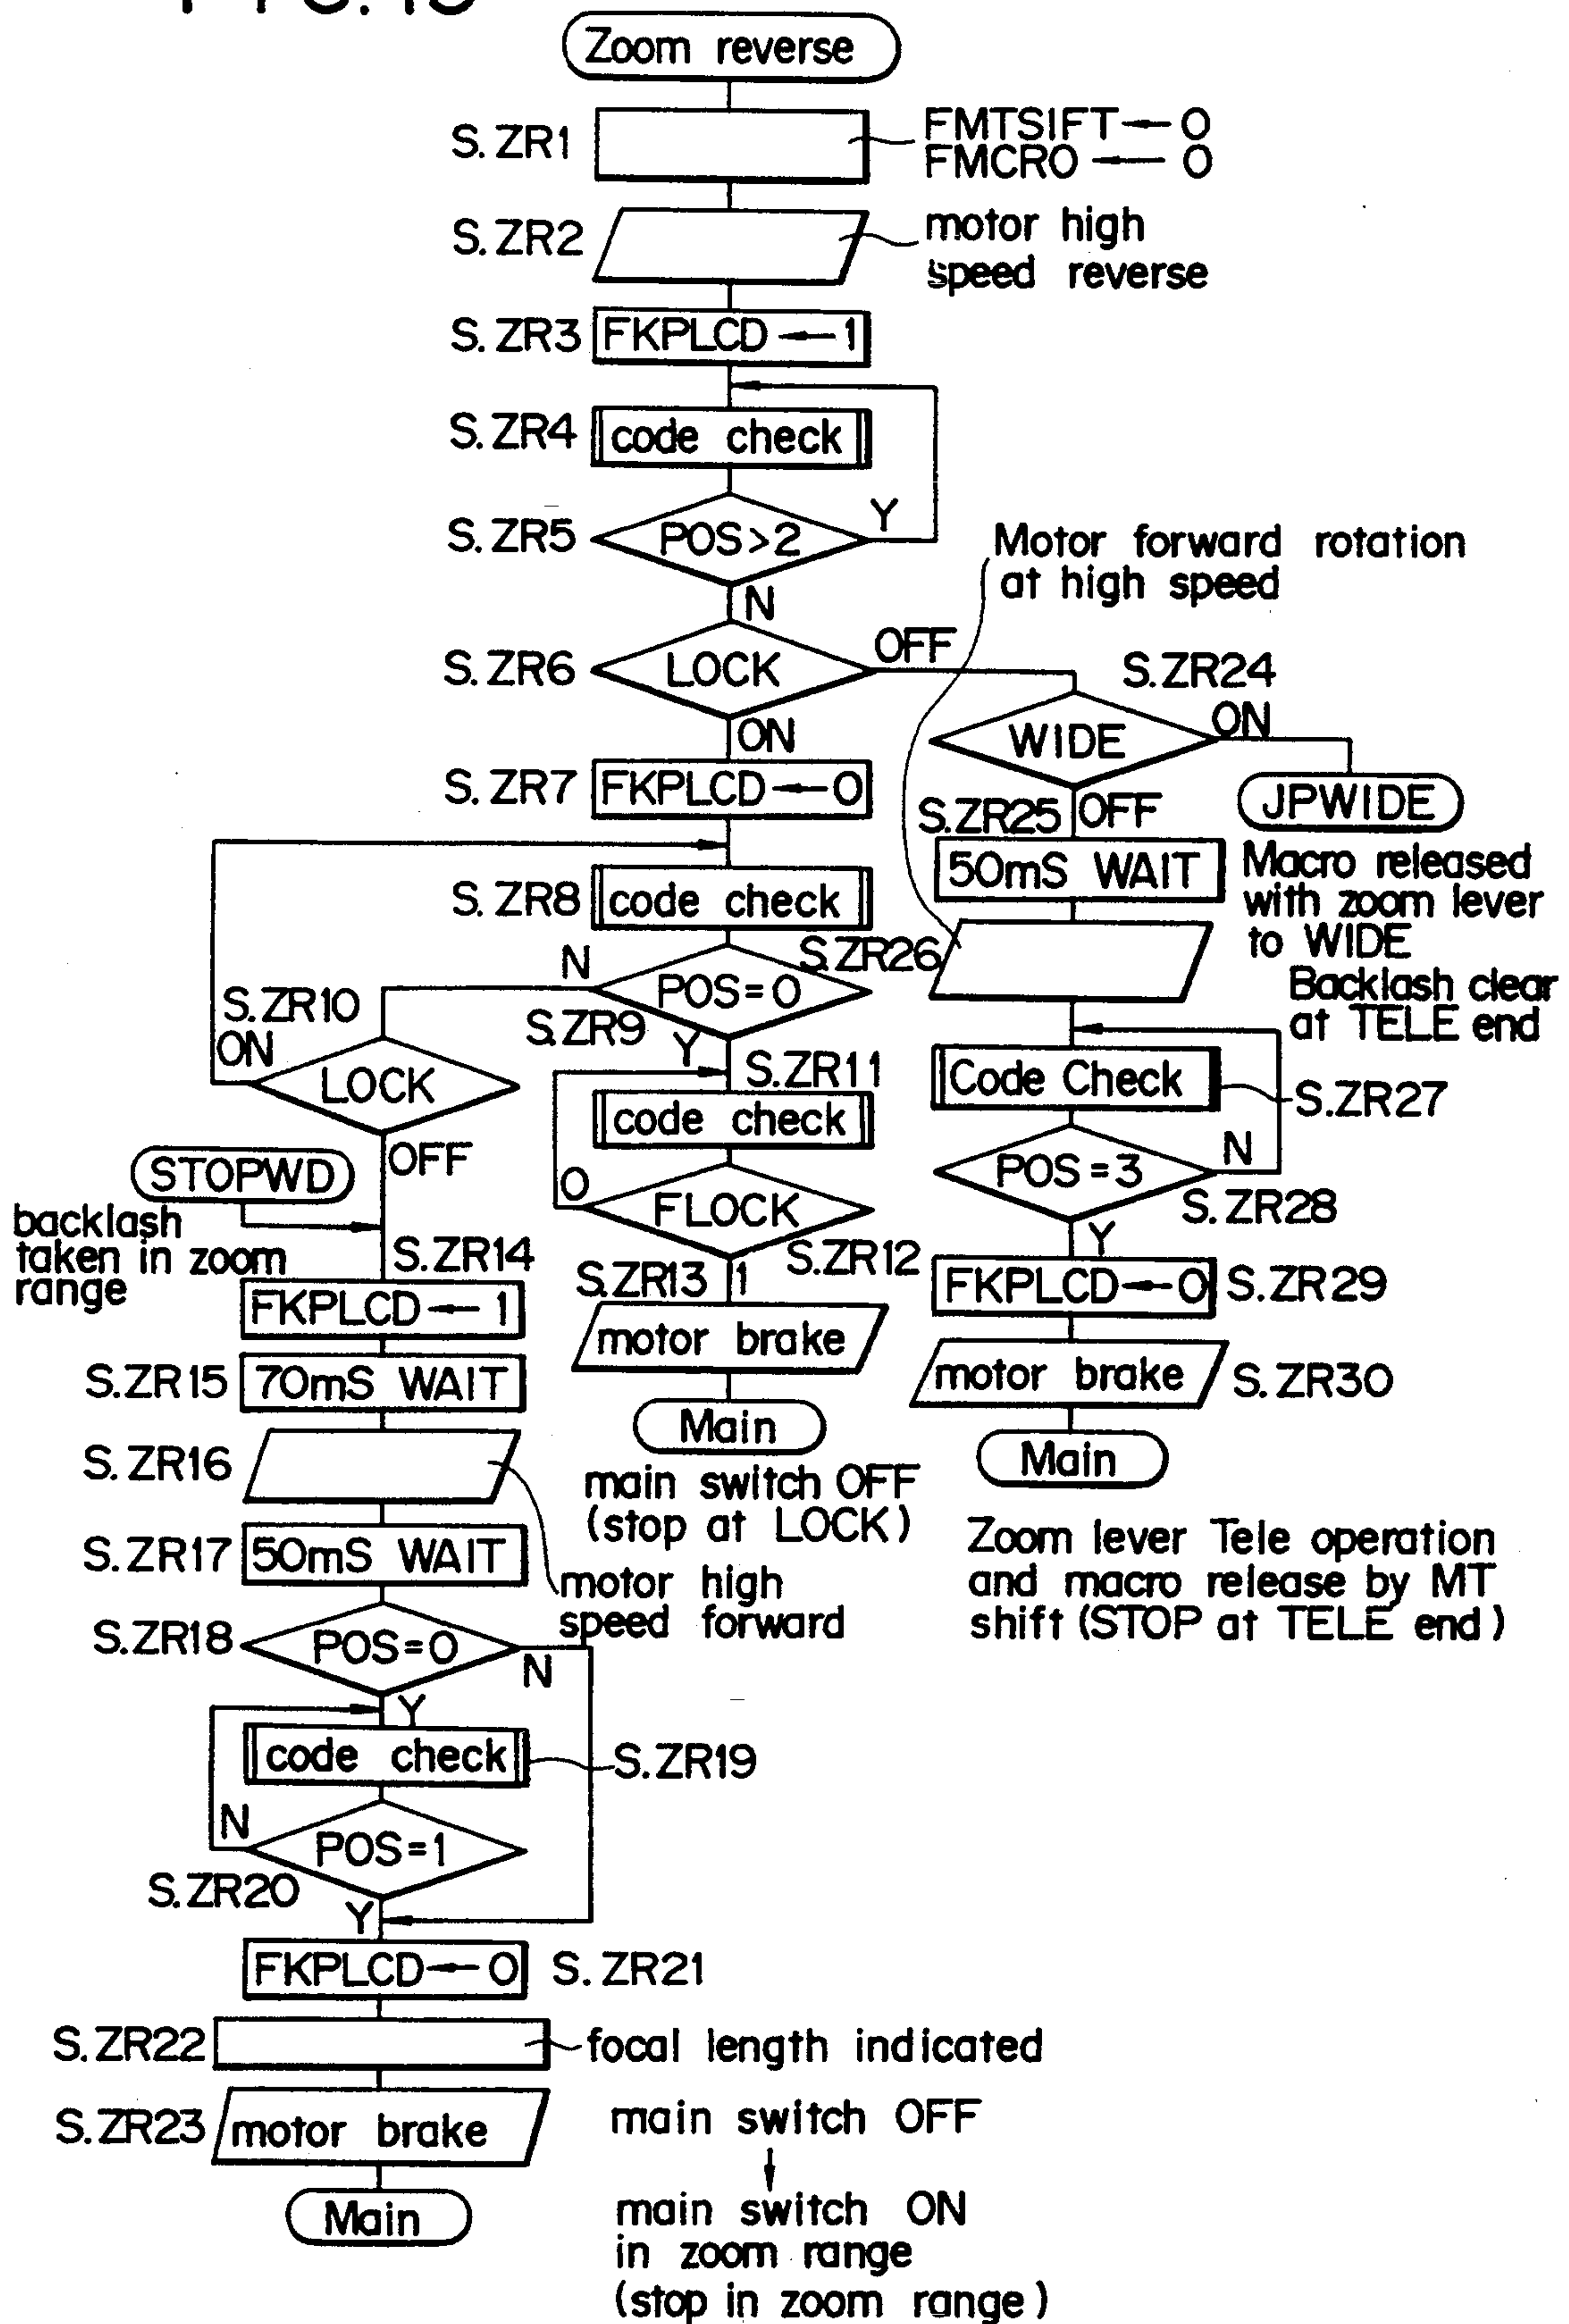 Zoom reverse
S.ZR1
FMTSIFT←0
FMCRO←0
S.ZR2
motor high
speed reverse
S.ZR3
FKPLCD←1
S.ZR4
code check
S.ZR5
POS>2
Y
N
Motor forward rotation
at high speed
S.ZR6
LOCK
OFF
ON
S.ZR24
WIDE
ON
OFF
JPWIDE
S.ZR7
FKPLCD←0
S.ZR25
50mS WAIT
Macro released
with zoom lever
to WIDE
S.ZR8
code check
S.ZR26
Backlash clear
at TELE end
N
POS=0
S.ZR9
Y
S.ZR10
ON
LOCK
OFF
S.ZR11
code check
Code Check
S.ZR27
STOPWD
backlash
taken in zoom
range
O
FLOCK
S.ZR12
1
POS=3
N
S.ZR28
Y
S.ZR14
FKPLCD←1
S.ZR13
motor brake
FKPLCD←0
S.ZR29
S.ZR15
70mS WAIT
Main
main switch OFF
(stop at LOCK)
motor brake
S.ZR30
Main
Zoom lever Tele operation
and macro release by MT
shift (STOP at TELE end)
S.ZR16
motor high
speed forward
S.ZR17
50mS WAIT
S.ZR18
POS=0
N
Y
code check
S.ZR19
N
POS=1
S.ZR20
Y
FKPLCD←0
S.ZR21
S.ZR22
focal length indicated
S.ZR23
motor brake
Main
main switch OFF
↓
main switch ON
in zoom range
(stop in zoom range)